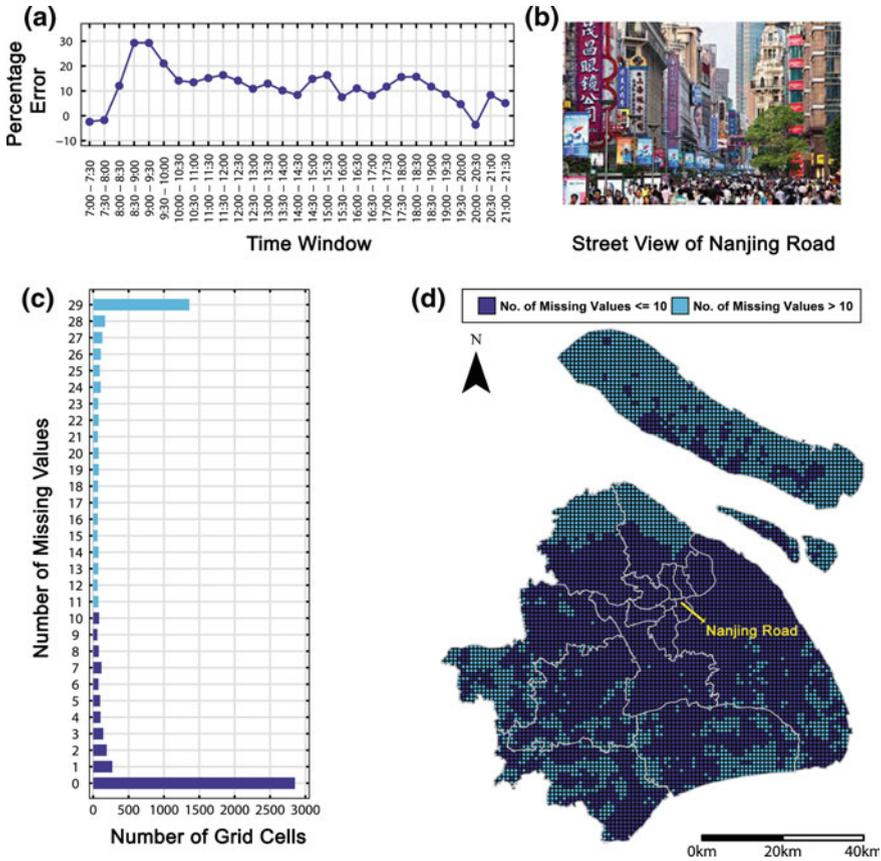 (a)
Percentage
Error
30
20
10
0
−10
7:00 – 7:30
7:30 – 8:00
8:00 – 8:30
8:30 – 9:00
9:00 – 9:30
9:30 – 10:00
10:00 – 10:30
10:30 – 11:00
11:00 – 11:30
11:30 – 12:00
12:00 – 12:30
12:30 – 13:00
13:00 – 13:30
13:30 – 14:00
14:00 – 14:30
14:30 – 15:00
15:00 – 15:30
15:30 – 16:00
16:00 – 16:30
16:30 – 17:00
17:00 – 17:30
17:30 – 18:00
18:00 – 18:30
18:30 – 19:00
19:00 – 19:30
19:30 – 20:00
20:00 – 20:30
20:30 – 21:00
21:00 – 21:30
Time Window
(b)
茂昌眼鏡公司
Street View of Nanjing Road
(c)
Number of Missing Values
29
28
27
26
25
24
23
22
21
20
19
18
17
16
15
14
13
12
11
10
9
8
7
6
5
4
3
2
1
0
0 500 1000 1500 2000 2500 3000
Number of Grid Cells
(d)
No. of Missing Values <= 10 No. of Missing Values > 10
N
Nanjing Road
0km 20km 40km